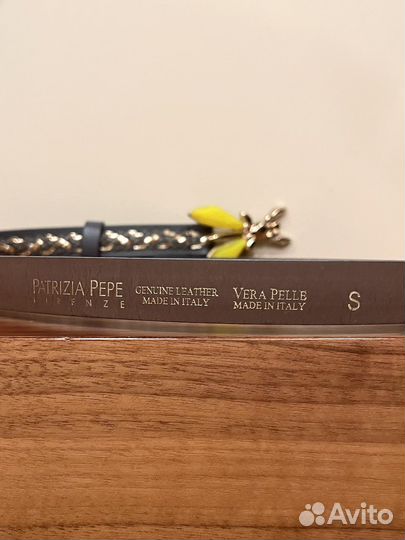 PATRIZIA PEPE
FIRENZE
GENUINE LEATHER
MADE IN ITALY
VERA PELLE
MADE IN ITALY
S
Avito